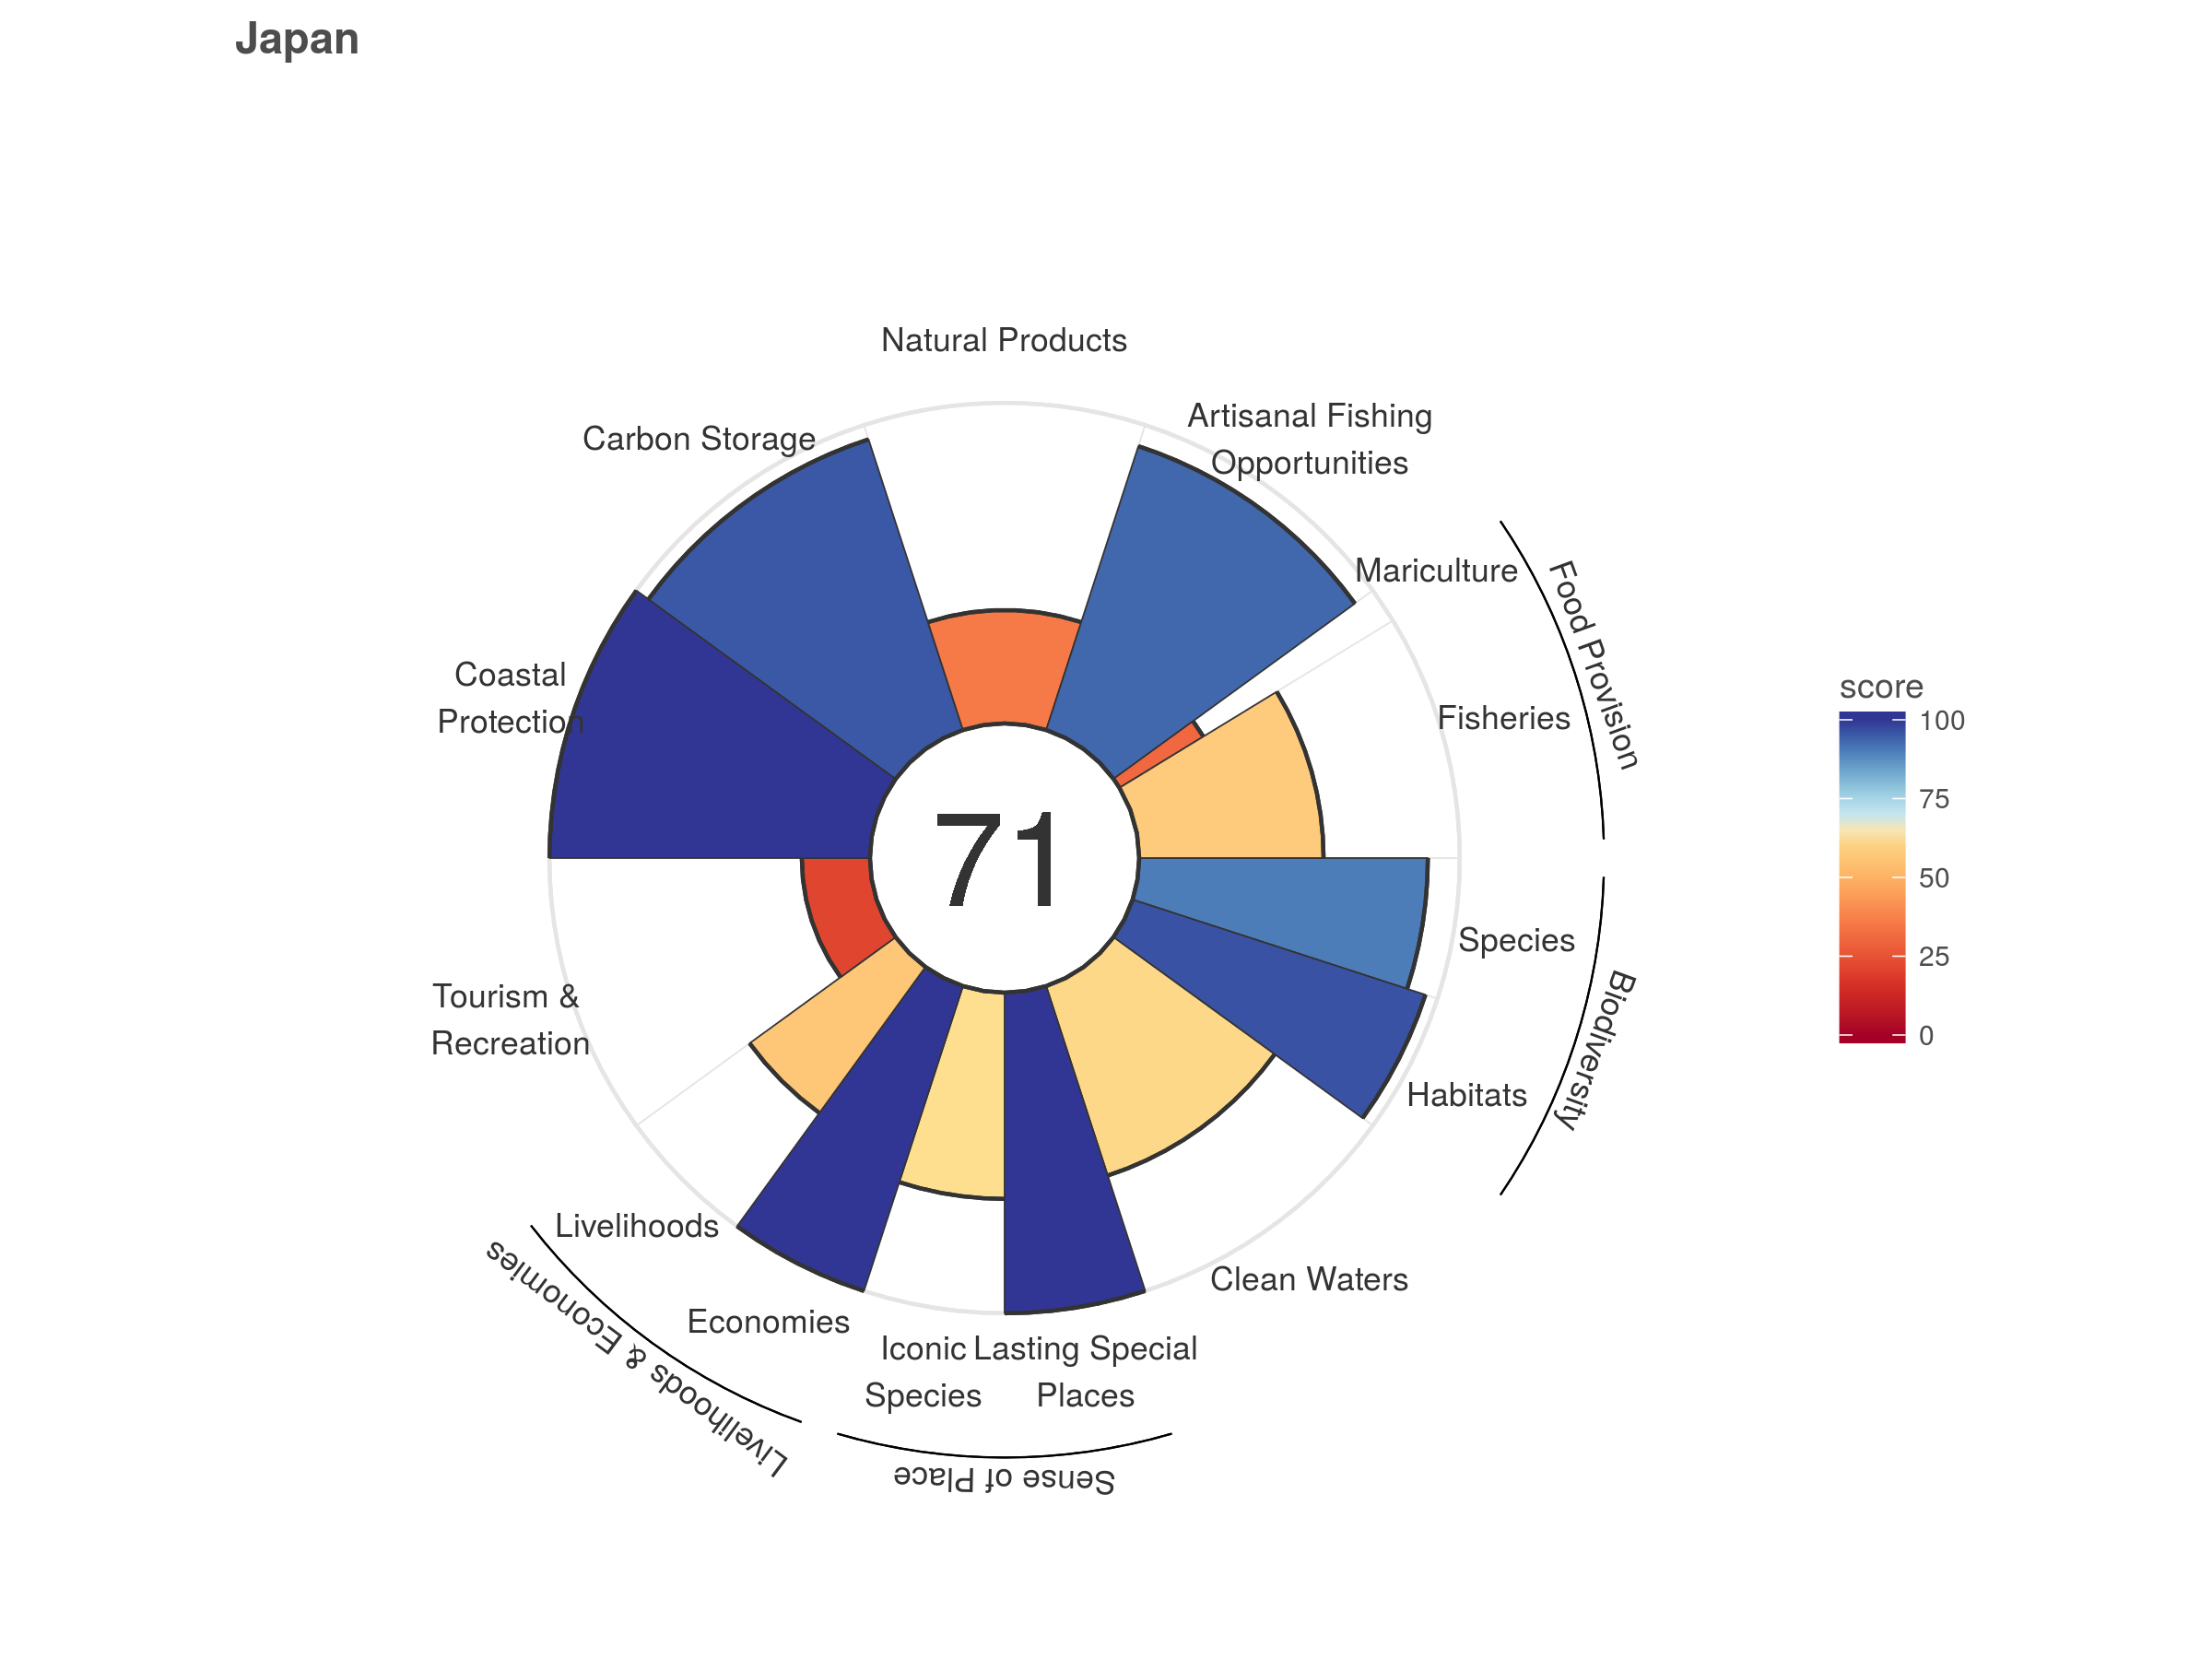 Japan
Natural Products
Artisanal Fishing
Opportunities
Carbon Storage
Mariculture
Food Provision
Coastal
Protection
Fisheries
score
100
75
50
25
0
71
Species
Biodiversity
Tourism &
Recreation
Habitats
Livelihoods
Clean Waters
Livelihoods & Economies
Economies
Iconic
Species
Lasting Special
Places
Sense of Place